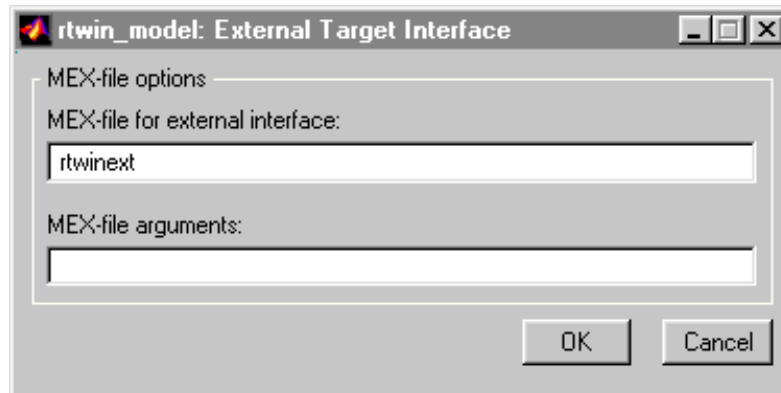 rtwin_model: External Target Interface
MEX-file options
MEX-file for external interface:
rtwinext
MEX-file arguments:
OK Cancel